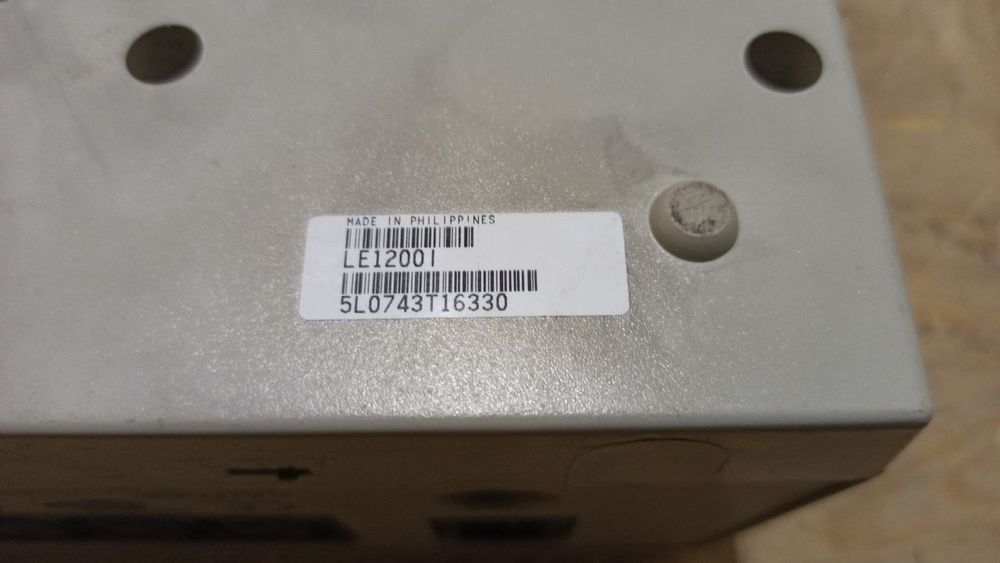 MADE IN PHILIPPINES
LE1200I
5L0743T16330